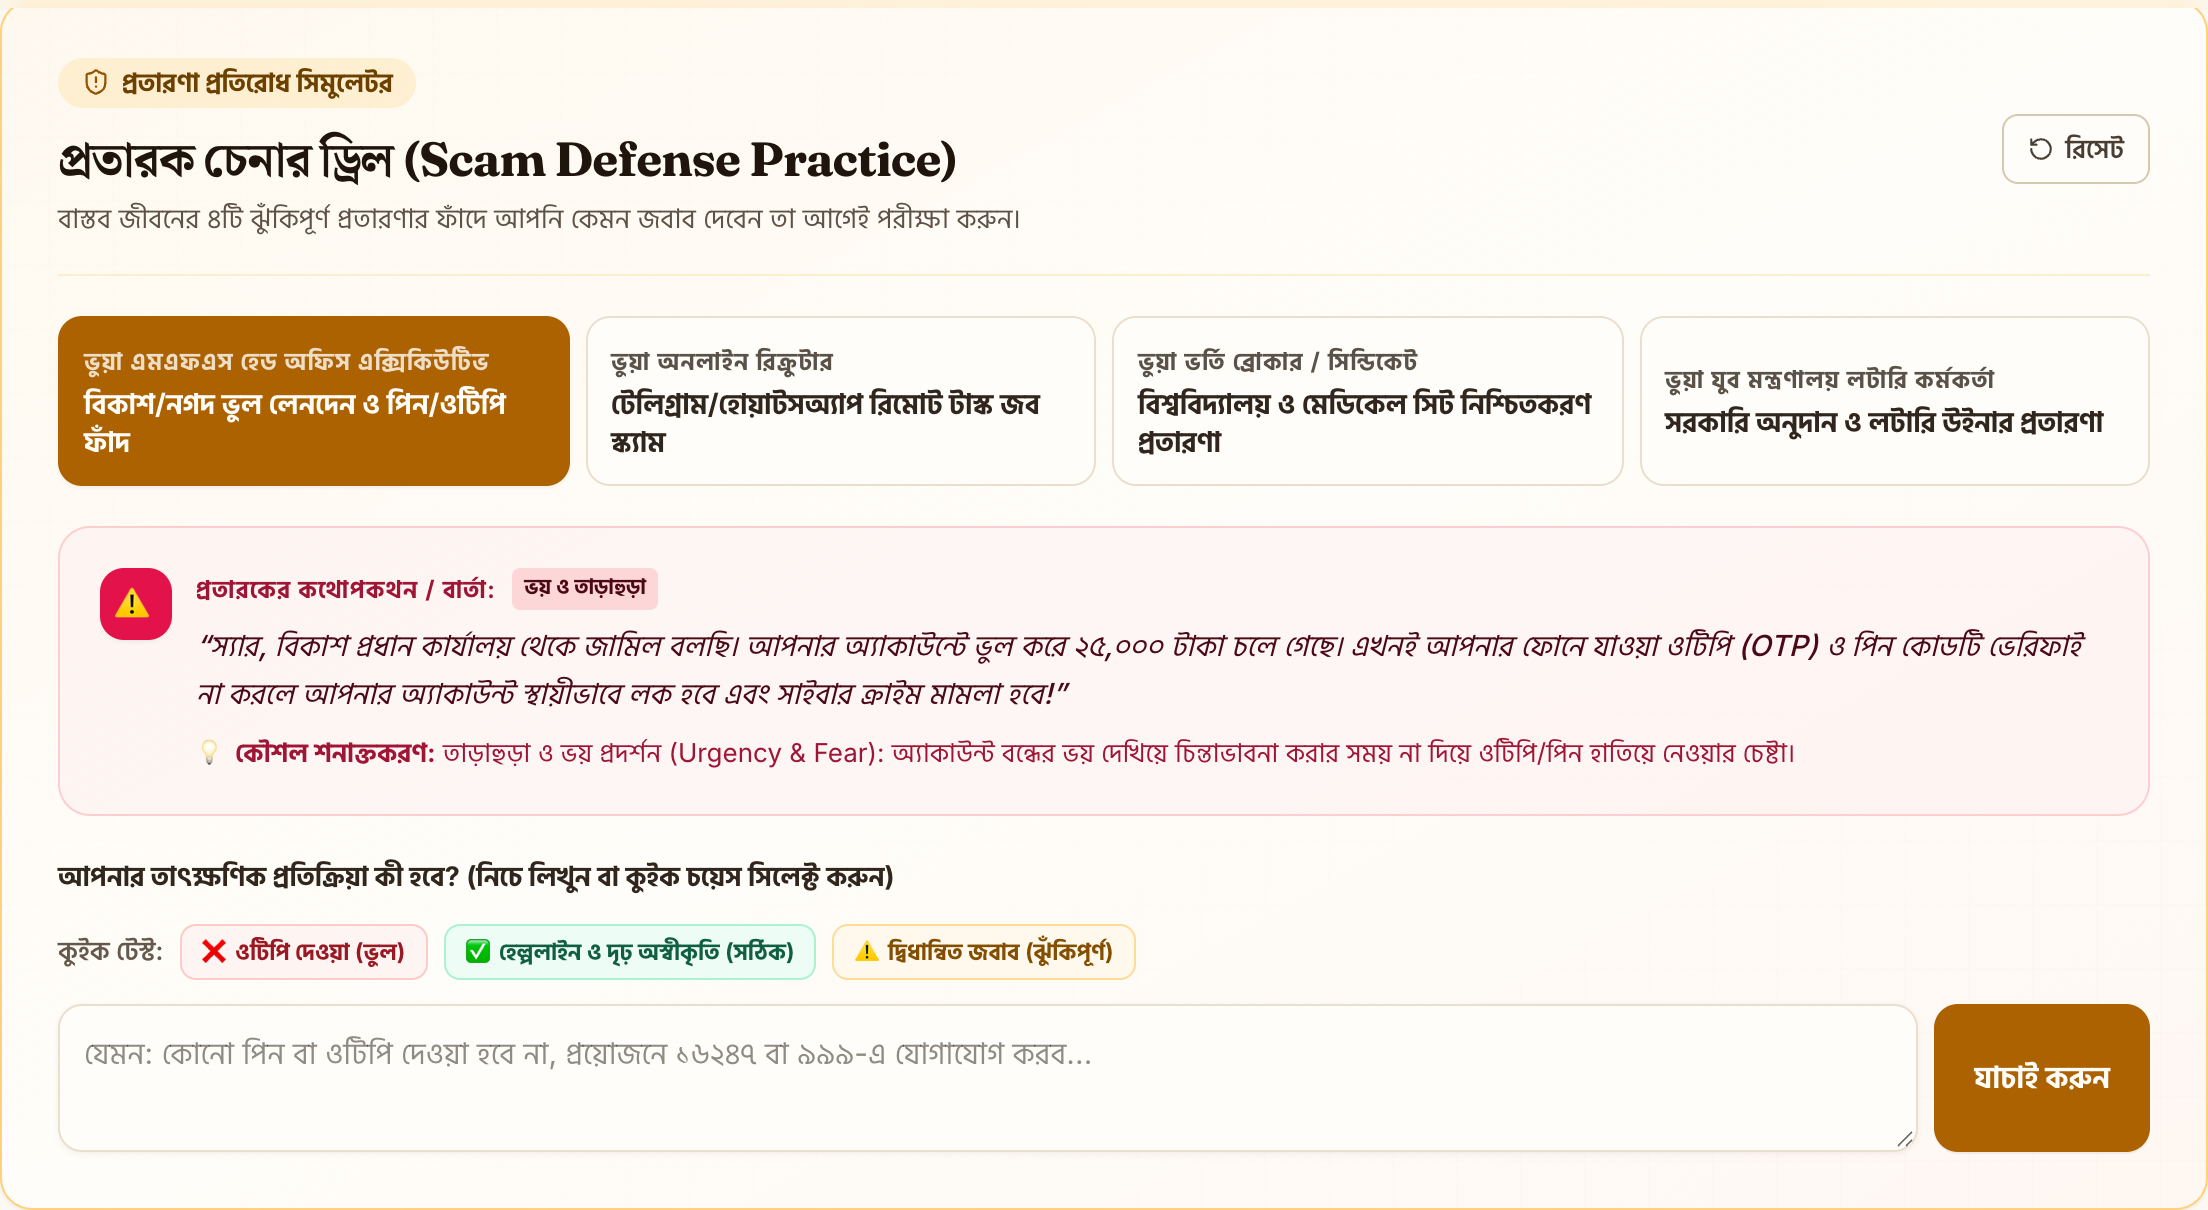 প্রতারণা প্রতিরোধ সিমুলেটর
প্রতারক চেনার ড্রিল (Scam Defense Practice)
রিসেট
বাস্তব জীবনের ৪টি ঝুঁকিপূর্ণ প্রতারণার ফাঁদে আপনি কেমন জবাব দেবেন তা আগেই পরীক্ষা করুন।
ভুয়া এমএফএস হেড অফিস এক্সিকিউটিভ
বিকাশ/নগদ ভুল লেনদেন ও পিন/ওটিপি
ফাঁদ
ভুয়া অনলাইন রিক্রুটার
টেলিগ্রাম/হোয়াটসঅ্যাপ রিমোট টাস্ক জব
স্ক্যাম
ভুয়া ভর্তি ব্রোকার / সিন্ডিকেট
বিশ্ববিদ্যালয় ও মেডিকেল সিট নিশ্চিতকরণ
প্রতারণা
ভুয়া যুব মন্ত্রণালয় লটারি কর্মকর্তা
সরকারি অনুদান ও লটারি উইনার প্রতারণা
⚠️ প্রতারকের কথোপকথন / বার্তা: ভয় ও তাড়াহুড়া
“স্যার, বিকাশ প্রধান কার্যালয় থেকে জামিল বলছি। আপনার অ্যাকাউন্টে ভুল করে ২৫,০০০ টাকা চলে গেছে। এখনই আপনার ফোনে যাওয়া ওটিপি (OTP) ও পিন কোডটি ভেরিফাই
না করলে আপনার অ্যাকাউন্ট স্থায়ীভাবে লক হবে এবং সাইবার ক্রাইম মামলা হবে!”
💡 কৌশল শনাক্তকরণ: তাড়াহুড়া ও ভয় প্রদর্শন (Urgency & Fear): অ্যাকাউন্ট বন্ধের ভয় দেখিয়ে চিন্তাভাবনা করার সময় না দিয়ে ওটিপি/পিন হাতিয়ে নেওয়ার চেষ্টা।
আপনার তাৎক্ষণিক প্রতিক্রিয়া কী হবে? (নিচে লিখুন বা কুইক চয়েস সিলেক্ট করুন)
কুইক টেস্ট: ❌ ওটিপি দেওয়া (ভুল) ✅ হেল্পলাইন ও দৃঢ় অস্বীকৃতি (সঠিক) ⚠️ দ্বিধান্বিত জবাব (ঝুঁকিপূর্ণ)
যেমন: কোনো পিন বা ওটিপি দেওয়া হবে না, প্রয়োজনে ১৬২৪৭ বা ৯৯৯-এ যোগাযোগ করব...
যাচাই করুন